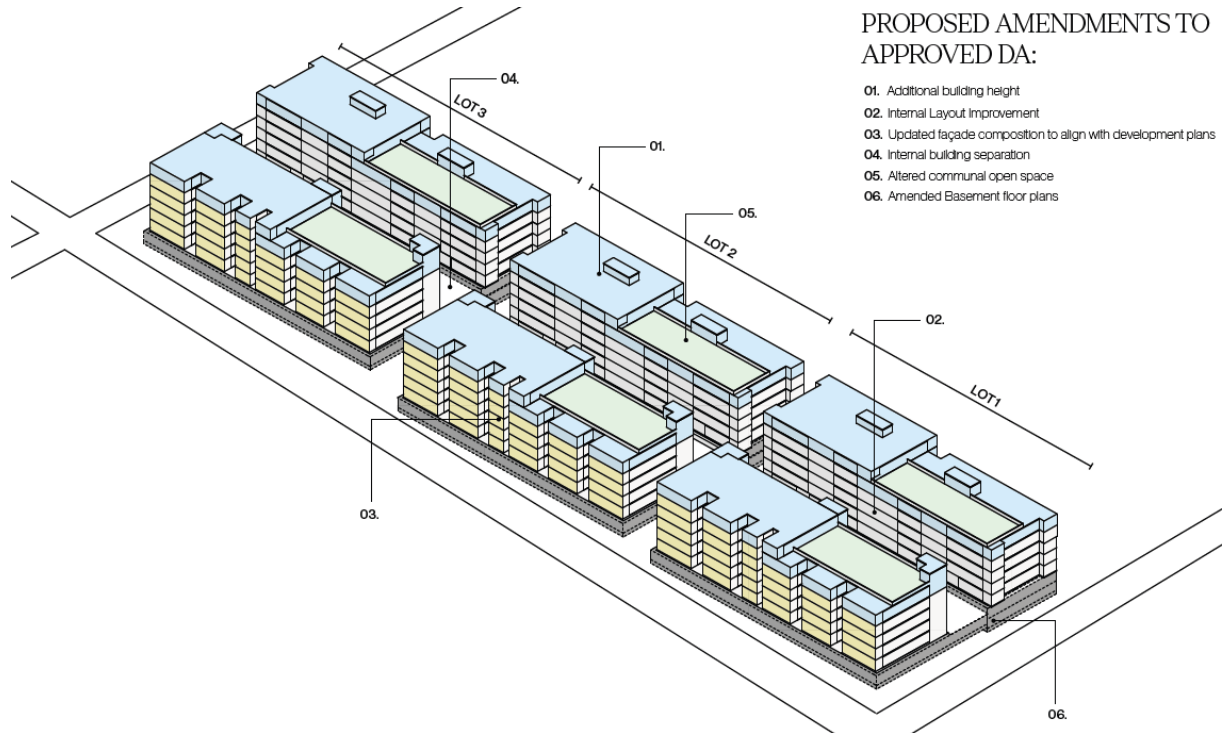 PROPOSED AMENDMENTS TO
APPROVED DA:
01. Additional building height
02. Internal Layout Improvement
03. Updated façade composition to align with development plans
04. Internal building separation
05. Altered communal open space
06. Amended Basement floor plans
04.
LOT 3
01.
05.
LOT 2
02.
LOT1
03.
06.